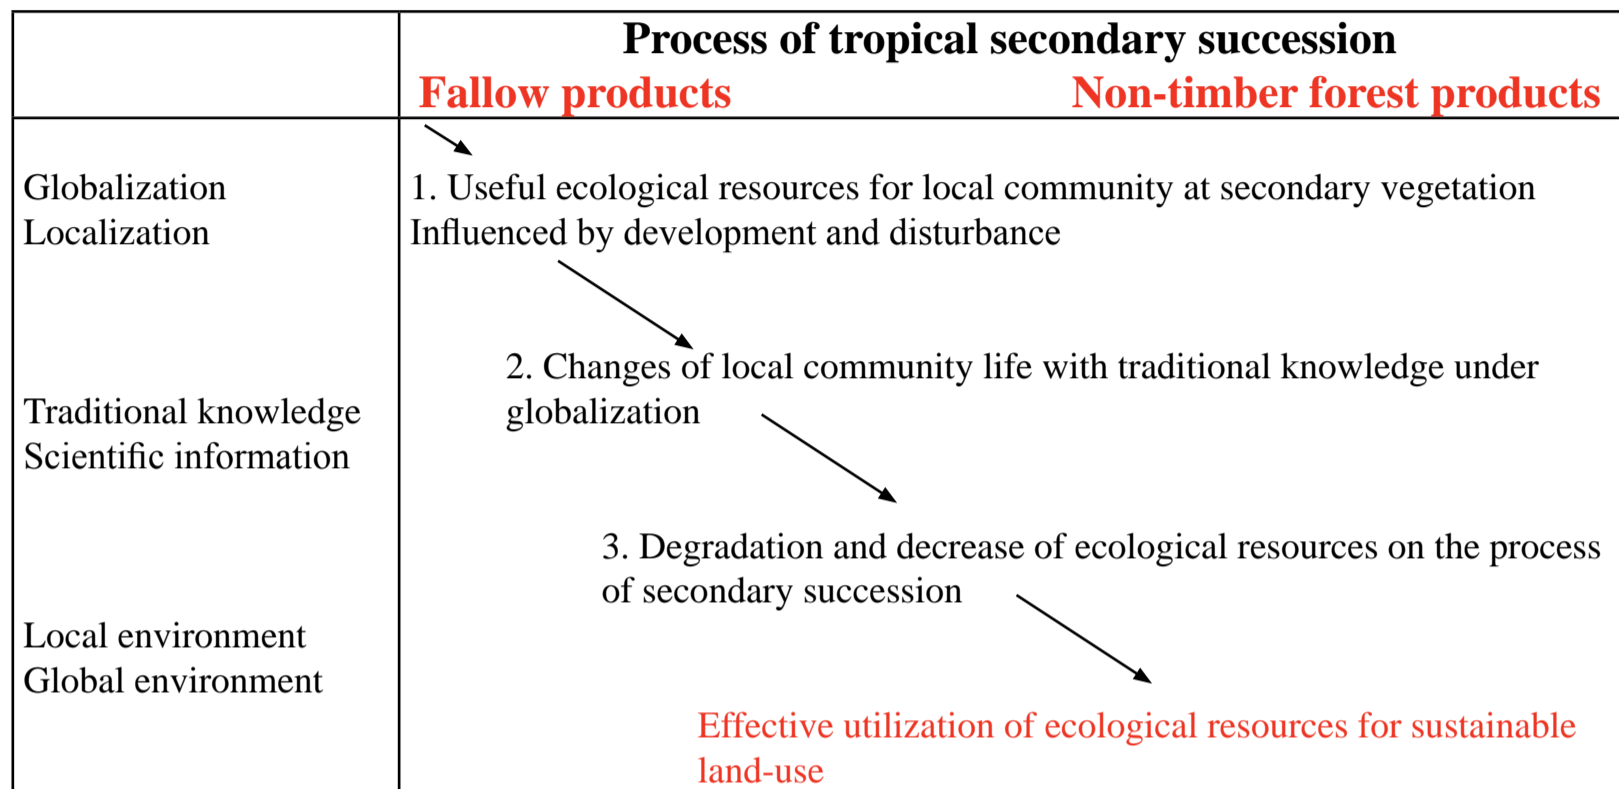 Process of tropical secondary succession
Fallow products
Non-timber forest products
Globalization
Localization
1. Useful ecological resources for local community at secondary vegetation
Influenced by development and disturbance
2. Changes of local community life with traditional knowledge under
globalization
Traditional knowledge
Scientific information
3. Degradation and decrease of ecological resources on the process
of secondary succession
Local environment
Global environment
Effective utilization of ecological resources for sustainable
land-use